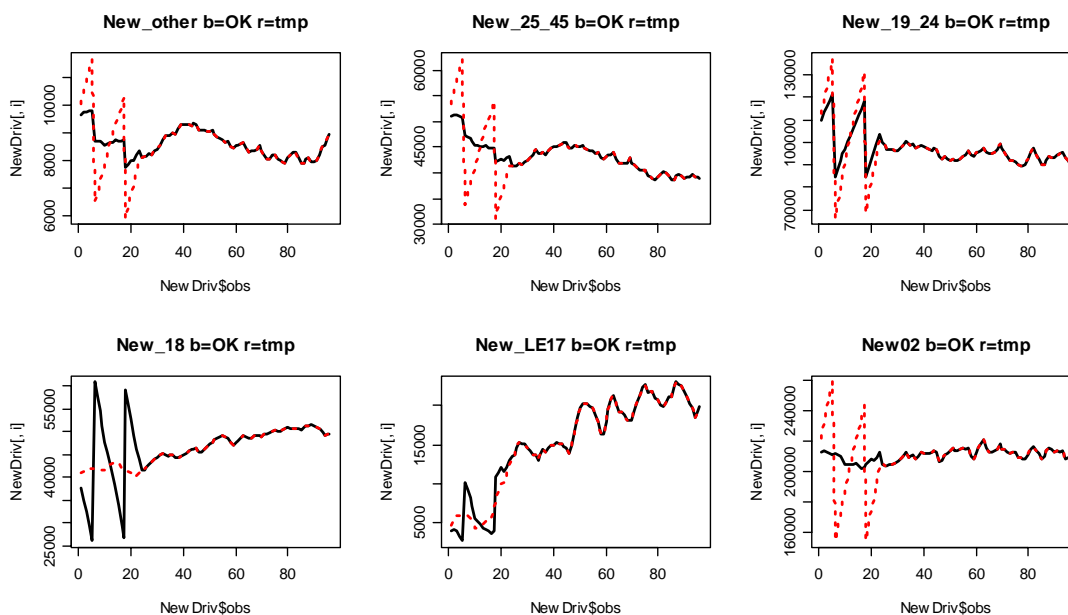 New_other b=OK r=tmp
NewDriv[, i]
6000 8000 10000
0 20 40 60 80
New Driv$obs
New_25_45 b=OK r=tmp
NewDriv[, i]
30000 45000 60000
0 20 40 60 80
New Driv$obs
New_19_24 b=OK r=tmp
NewDriv[, i]
70000 100000 130000
0 20 40 60 80
New Driv$obs
New_18 b=OK r=tmp
NewDriv[, i]
25000 40000 55000
0 20 40 60 80
New Driv$obs
New_LE17 b=OK r=tmp
NewDriv[, i]
5000 15000
0 20 40 60 80
New Driv$obs
New02 b=OK r=tmp
NewDriv[, i]
160000 200000 240000
0 20 40 60 80
New Driv$obs